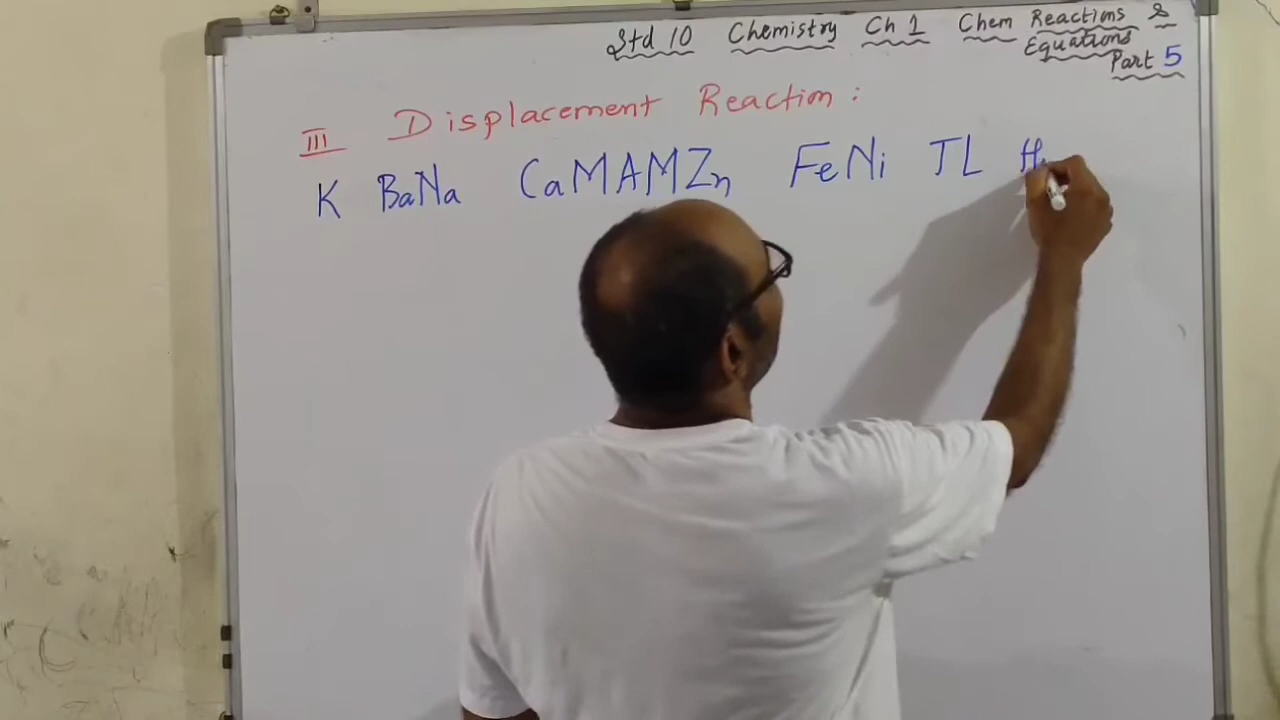 Std 10 Chemistry Ch 1 Chem Reactions &
Equations
Part 5
III Displacement Reaction :
K BaNa CaMAMZn FeNi TL